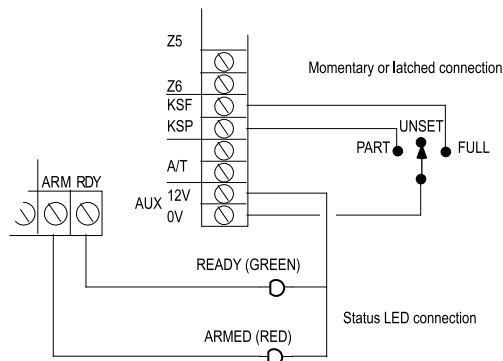 Z5
Z6
KSF
KSP
A/T
AUX 12V
0V
Momentary or latched connection
UNSET
PART FULL
ARM RDY
READY (GREEN)
Status LED connection
ARMED (RED)